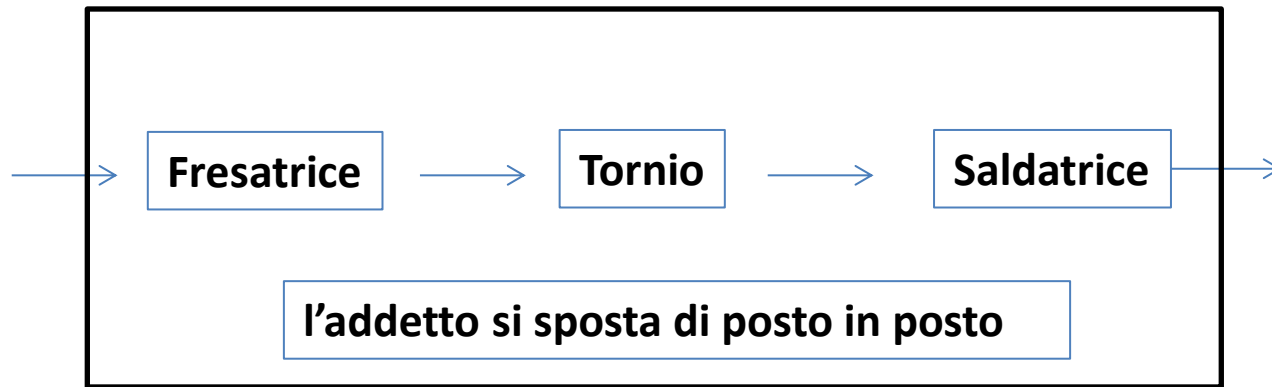 Fresatrice
Tornio
Saldatrice
l’addetto si sposta di posto in posto